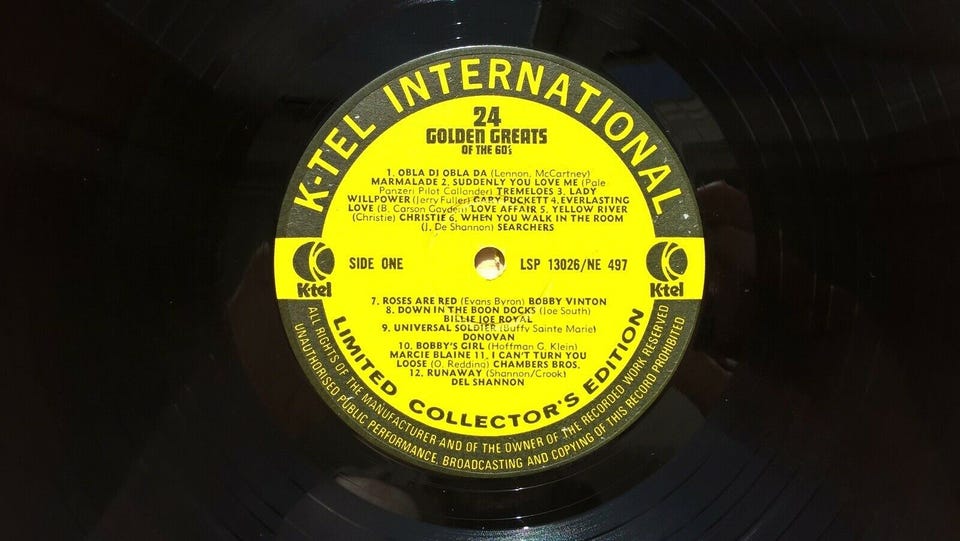 K-TEL INTERNATIONAL
24
GOLDEN GREATS
OF THE 60's
1. OBLA DI OBLA DA (Lennon, McCartney)
MARMALADE 2. SUDDENLY YOU LOVE ME (Pale
Panzeri Pilot Callander) TREMELOES 3. LADY
WILLPOWER (Jerry Fuller) GARY PUCKETT 4. EVERLASTING
LOVE (B. Carson Gayden) LOVE AFFAIR 5. YELLOW RIVER
(Christie) CHRISTIE 6. WHEN YOU WALK IN THE ROOM
(J. De Shannon) SEARCHERS
K-tel
SIDE ONE
LSP 13026/NE 497
K-tel
7. ROSES ARE RED (Evans Byron) BOBBY VINTON
8. DOWN IN THE BOON DOCKS (Joe South)
BILLIE JOE ROYAL
9. UNIVERSAL SOLDIER (Buffy Sainte Marie)
DONOVAN
10. BOBBY'S GIRL (Hoffman G. Klein)
MARCIE BLAINE 11. I CAN'T TURN YOU
LOOSE (O. Redding) CHAMBERS BROS.
12. RUNAWAY (Shannon/Crook)
DEL SHANNON
LIMITED COLLECTOR'S EDITION
ALL RIGHTS OF THE MANUFACTURER AND OF THE OWNER OF THE RECORDED WORK RESERVED
UNAUTHORISED PUBLIC PERFORMANCE, BROADCASTING AND COPYING OF THIS RECORD PROHIBITED